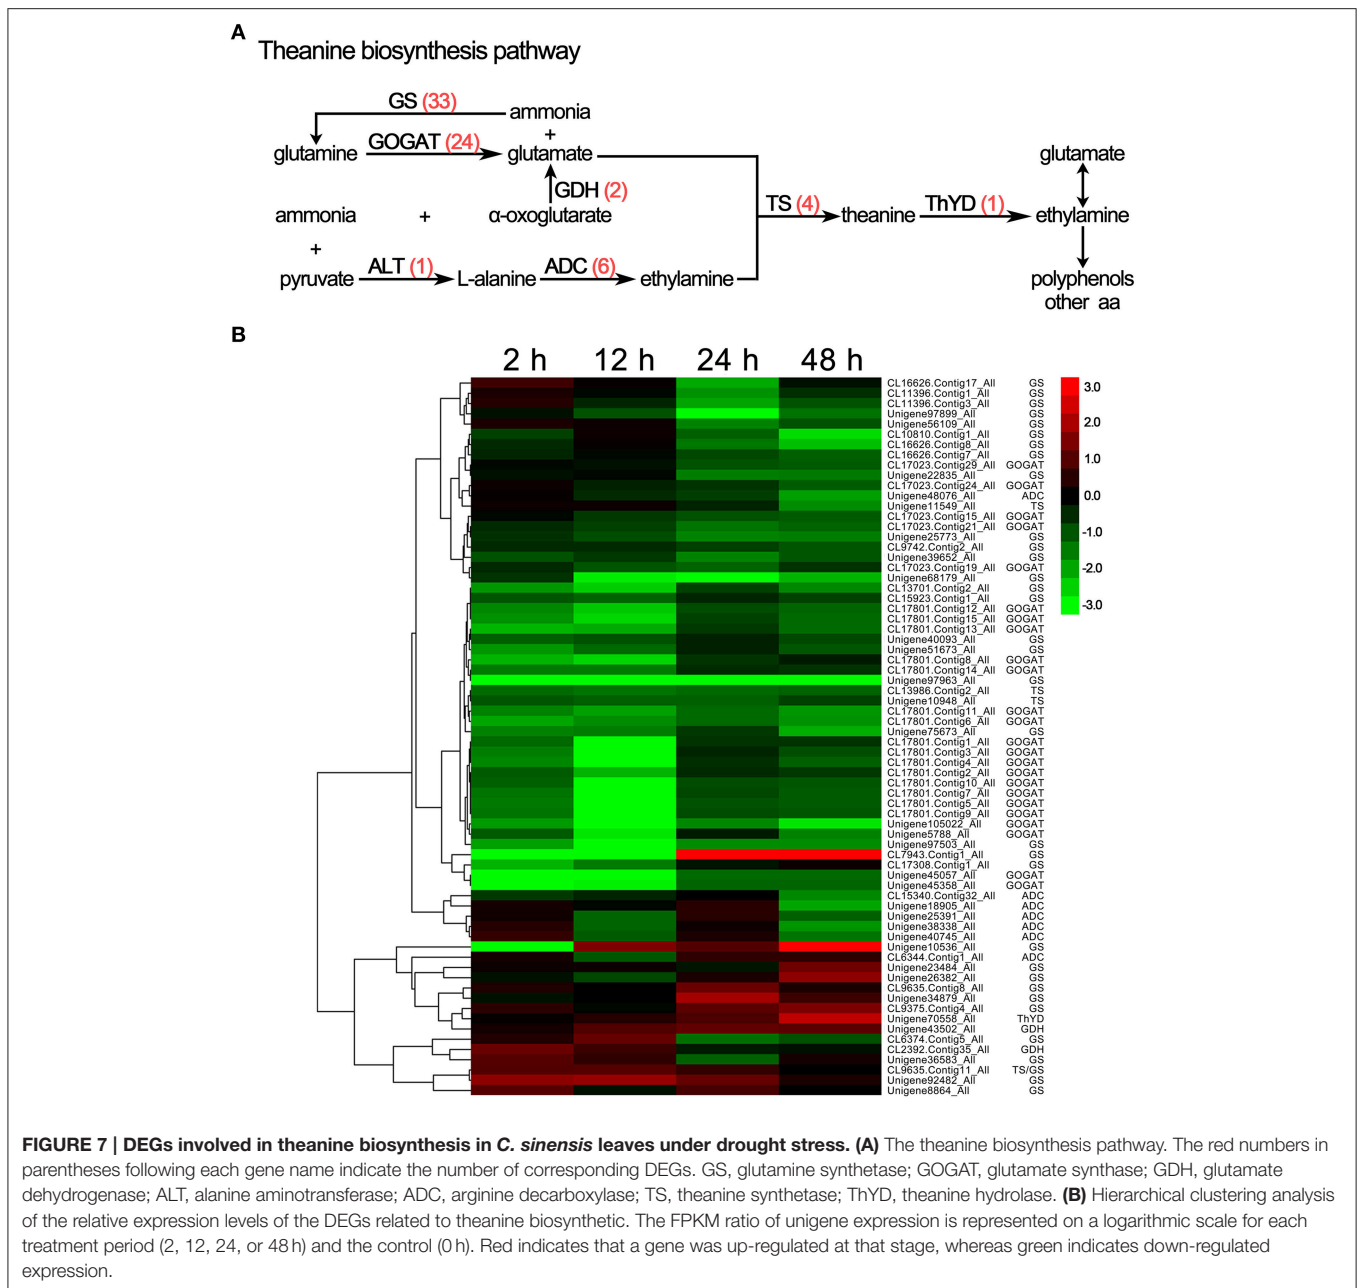 A
Theanine biosynthesis pathway
GS (33)
ammonia
+
glutamine
GOGAT (24)
glutamate
glutamate
GDH (2)
TS (4)
theanine
ThYD (1)
ethylamine
ammonia
+
α-oxoglutarate
+
pyruvate
ALT (1)
L-alanine
ADC (6)
ethylamine
polyphenols
other aa
B
2 h 12 h 24 h 48 h
CL16626.Contig17_All GS
CL11396.Contig1_All GS
CL11396.Contig3_All GS
Unigene97899_All GS
Unigene56109_All GS
CL10810.Contig1_All GS
CL16626.Contig8_All GS
CL16626.Contig7_All GS
CL17023.Contig29_All GOGAT
Unigene22835_All GS
CL17023.Contig24_All GOGAT
Unigene48076_All ADC
Unigene11549_All TS
CL17023.Contig15_All GOGAT
CL17023.Contig21_All GOGAT
Unigene25773_All GS
CL9742.Contig2_All GS
Unigene39652_All GS
CL17023.Contig19_All GOGAT
Unigene68179_All GS
CL13701.Contig2_All GS
CL15923.Contig1_All GS
CL17801.Contig12_All GOGAT
CL17801.Contig15_All GOGAT
CL17801.Contig13_All GOGAT
Unigene40093_All GS
Unigene51673_All GS
CL17801.Contig8_All GOGAT
CL17801.Contig14_All GOGAT
Unigene97963_All GS
CL13986.Contig2_All TS
Unigene10948_All TS
CL17801.Contig11_All GOGAT
CL17801.Contig6_All GOGAT
Unigene75673_All GS
CL17801.Contig1_All GOGAT
CL17801.Contig3_All GOGAT
CL17801.Contig4_All GOGAT
CL17801.Contig2_All GOGAT
CL17801.Contig10_All GOGAT
CL17801.Contig7_All GOGAT
CL17801.Contig5_All GOGAT
CL17801.Contig9_All GOGAT
Unigene105022_All GOGAT
Unigene5788_All GOGAT
Unigene97503_All GS
CL7943.Contig1_All GS
CL17308.Contig1_All GS
Unigene45057_All GOGAT
Unigene45358_All GOGAT
CL15340.Contig32_All ADC
Unigene18905_All ADC
Unigene25391_All ADC
Unigene38338_All ADC
Unigene40745_All ADC
Unigene10536_All GS
CL6344.Contig1_All ADC
Unigene23484_All GS
Unigene26382_All GS
CL9635.Contig8_All GS
Unigene34879_All GS
CL9375.Contig4_All GS
Unigene70558_All ThYD
Unigene43502_All GDH
CL6374.Contig5_All GS
CL2392.Contig35_All GDH
Unigene36583_All GS
CL9635.Contig11_All TS/GS
Unigene92482_All GS
Unigene8864_All GS
3.0
2.0
1.0
0.0
-1.0
-2.0
-3.0
FIGURE 7 | DEGs involved in theanine biosynthesis in C. sinensis leaves under drought stress. (A) The theanine biosynthesis pathway. The red numbers in
parentheses following each gene name indicate the number of corresponding DEGs. GS, glutamine synthetase; GOGAT, glutamate synthase; GDH, glutamate
dehydrogenase; ALT, alanine aminotransferase; ADC, arginine decarboxylase; TS, theanine synthetase; ThYD, theanine hydrolase. (B) Hierarchical clustering analysis
of the relative expression levels of the DEGs related to theanine biosynthetic. The FPKM ratio of unigene expression is represented on a logarithmic scale for each
treatment period (2, 12, 24, or 48 h) and the control (0 h). Red indicates that a gene was up-regulated at that stage, whereas green indicates down-regulated
expression.